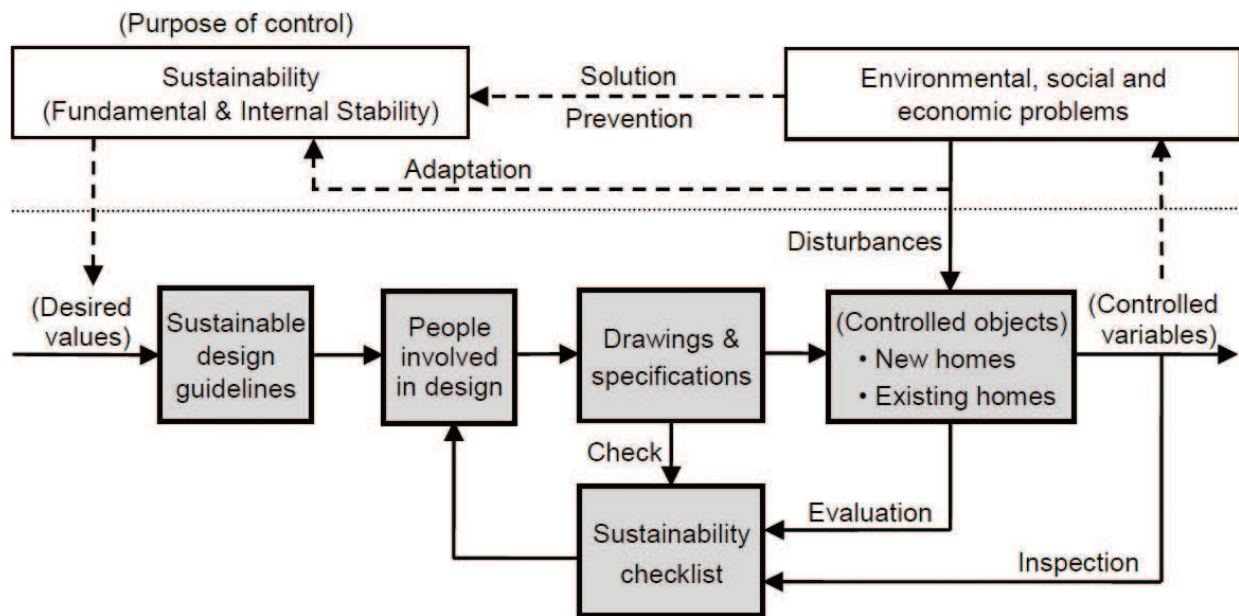 (Purpose of control)
Sustainability
(Fundamental & Internal Stability)
Solution
Prevention
Environmental, social and
economic problems
Adaptation
Disturbances
(Desired
values)
Sustainable
design
guidelines
People
involved
in design
Drawings &
specifications
(Controlled objects)
• New homes
• Existing homes
(Controlled
variables)
Check
Evaluation
Sustainability
checklist
Inspection